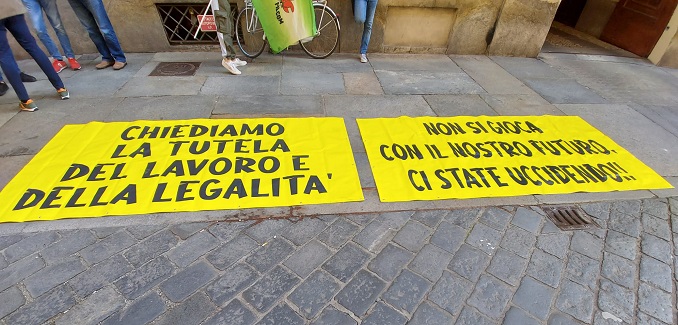 CHIEDIAMO
LA TUTELA
DEL LAVORO E
DELLA LEGALITA'
NON SI GIOCA
CON IL NOSTRO FUTURO.
CI STATE UCCIDENDO!!